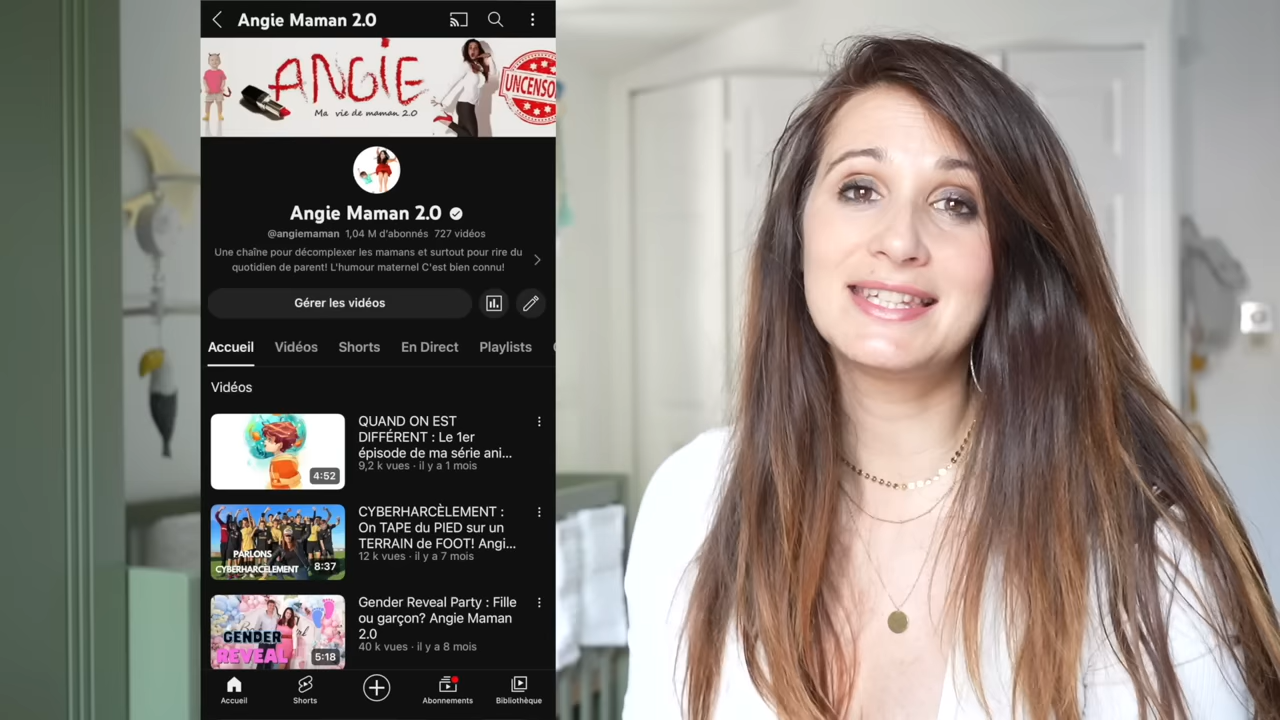 Angie Maman 2.0
ANGIE
Ma vie de maman 2.0
UNCENSO
Angie Maman 2.0
@angiemaman 1,04 M d'abonnés 727 vidéos
Une chaîne pour décomplexer les mamans et surtout pour rire du
quotidien de parent! L'humour maternel C'est bien connu!
Gérer les vidéos
Accueil Vidéos Shorts En Direct Playlists
Vidéos
QUAND ON EST
DIFFÉRENT : Le 1er
épisode de ma série ani...
9,2 k vues · il y a 1 mois
4:52
CYBERHARCÈLEMENT :
On TAPE du PIED sur un
TERRAIN de FOOT! Angi...
12 k vues · il y a 7 mois
PARLONS
CYBERHARCELEMENT
8:37
Gender Reveal Party : Fille
ou garçon? Angie Maman
2.0
40 k vues · il y a 8 mois
GENDER
REVEAL
5:18
Accueil Shorts Abonnements Bibliothèque